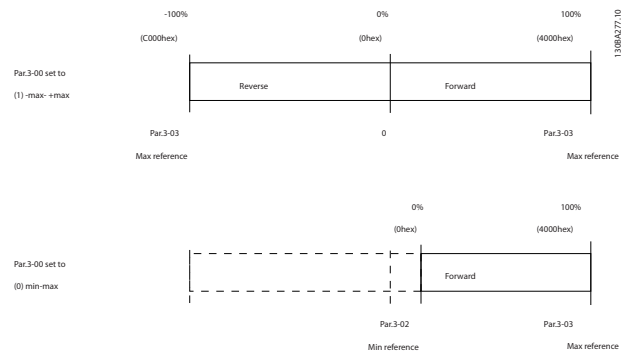 -100% 0% 100%
(C000hex) (0hex) (4000hex)
130BA277.10
Par.3-00 set to
(1) -max- +max
Reverse Forward
Par.3-03 0 Par.3-03
Max reference Max reference
0% 100%
(0hex) (4000hex)
Par.3-00 set to
(0) min-max
Forward
Par.3-02 Par.3-03
Min reference Max reference